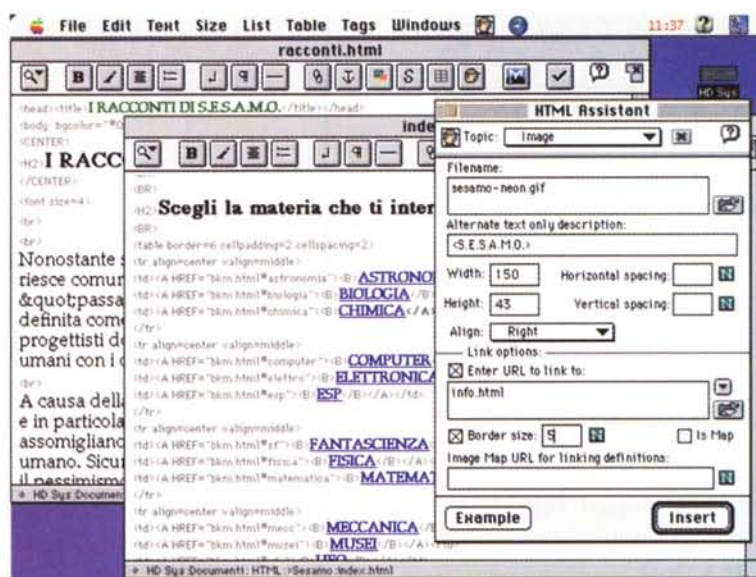 File Edit Text Size List Table Tags Windows 11:37
racconti.html
HD Sys
<head><title>I RACCONTI DI S.E.S.A.M.O.</title></head>
<body bgcolor="#0
<CENTER>
<H2>I RACC
</CENTER>
<font size=4>
<br>
<br>
Nonostante s
riesce comur
&quot;passa
definita come
progettisti de
umani con i c
<br>
A causa della
e in particola
assomigliano
umano. Sicur
il pessimismo
HD Sys Documen
inde
<BR>
<H2>Scegli la materia che ti inter
<BR>
<table border=6 cellpadding=2 cellspacing=2>
<tr align=center valign=middle>
<td><A HREF="bkm.html#astronomia"><B>ASTRONO
<td><A HREF="bkm.html#biologia"><B>BIOLOGIA</B>
<td><A HREF="bkm.html#chimica"><B>CHIMICA</A>
</tr>
<tr align=center valign=middle>
<td><A HREF="bkm.html#computer"><B>COMPUTER
<td><A HREF="bkm.html#elettro"><B>ELETTRONICA
<td><A HREF="bkm.html#esp"><B>ESP</B></A></td>
</tr>
<tr align=center valign=middle>
<td><A HREF="bkm.html#sf"><B>FANTASCIENZA
<td><A HREF="bkm.html#fisica"><B>FISICA</B></A>
<td><A HREF="bkm.html#matematica"><B>MATEMAT
</tr>
<tr align=center valign=middle>
<td><A HREF="bkm.html#mecc"><B>MECCANICA</B
<td><A HREF="bkm.html#musei"><B>MUSEI</B></A></td>
HD Sys Documenti: HTML :>Sesamo:index.html
HTML Assistant
Topic: Image
Filename:
sesamo-neon.gif
Alternate text only description:
<S.E.S.A.M.O.>
Width: 150 Horizontal spacing:
Height: 43 Vertical spacing:
Align: Right
Link options:
Enter URL to link to:
info.html
Border size: 5 Is Map
Image Map URL for linking definitions:
Example Insert